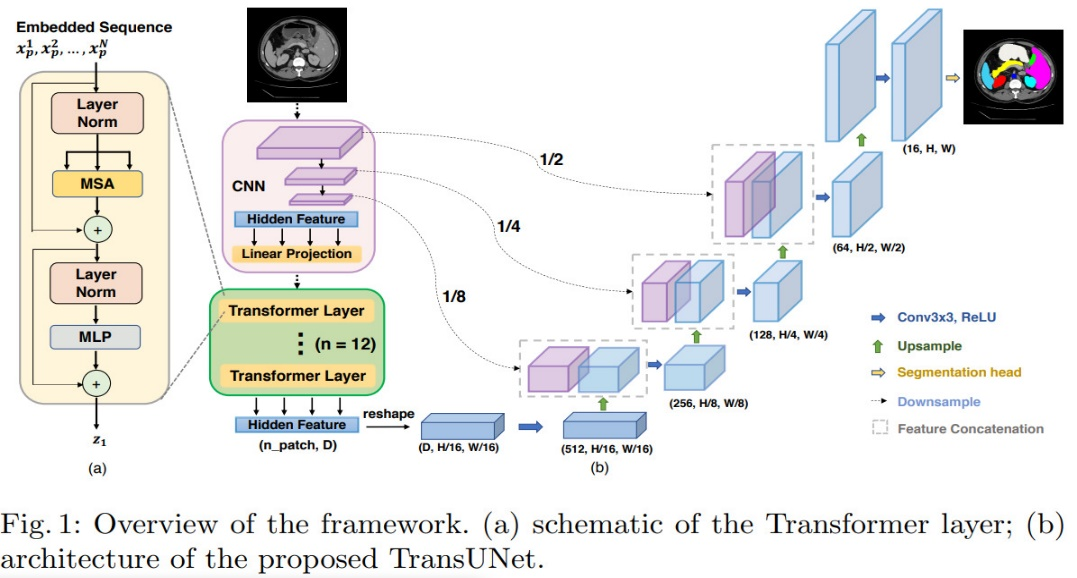 Embedded Sequence
x_p^1, x_p^2, ..., x_p^N
Layer
Norm
MSA
+
Layer
Norm
MLP
+
z_1
(a)
CNN
Hidden Feature
Linear Projection
Transformer Layer
⋮ (n = 12)
Transformer Layer
Hidden Feature
(n_patch, D)
reshape
(D, H/16, W/16)
(512, H/16, W/16)
(b)
1/2
1/4
1/8
(256, H/8, W/8)
(128, H/4, W/4)
(64, H/2, W/2)
(16, H, W)
Conv3x3, ReLU
Upsample
Segmentation head
Downsample
Feature Concatenation
Fig. 1: Overview of the framework. (a) schematic of the Transformer layer; (b)
architecture of the proposed TransUNet.